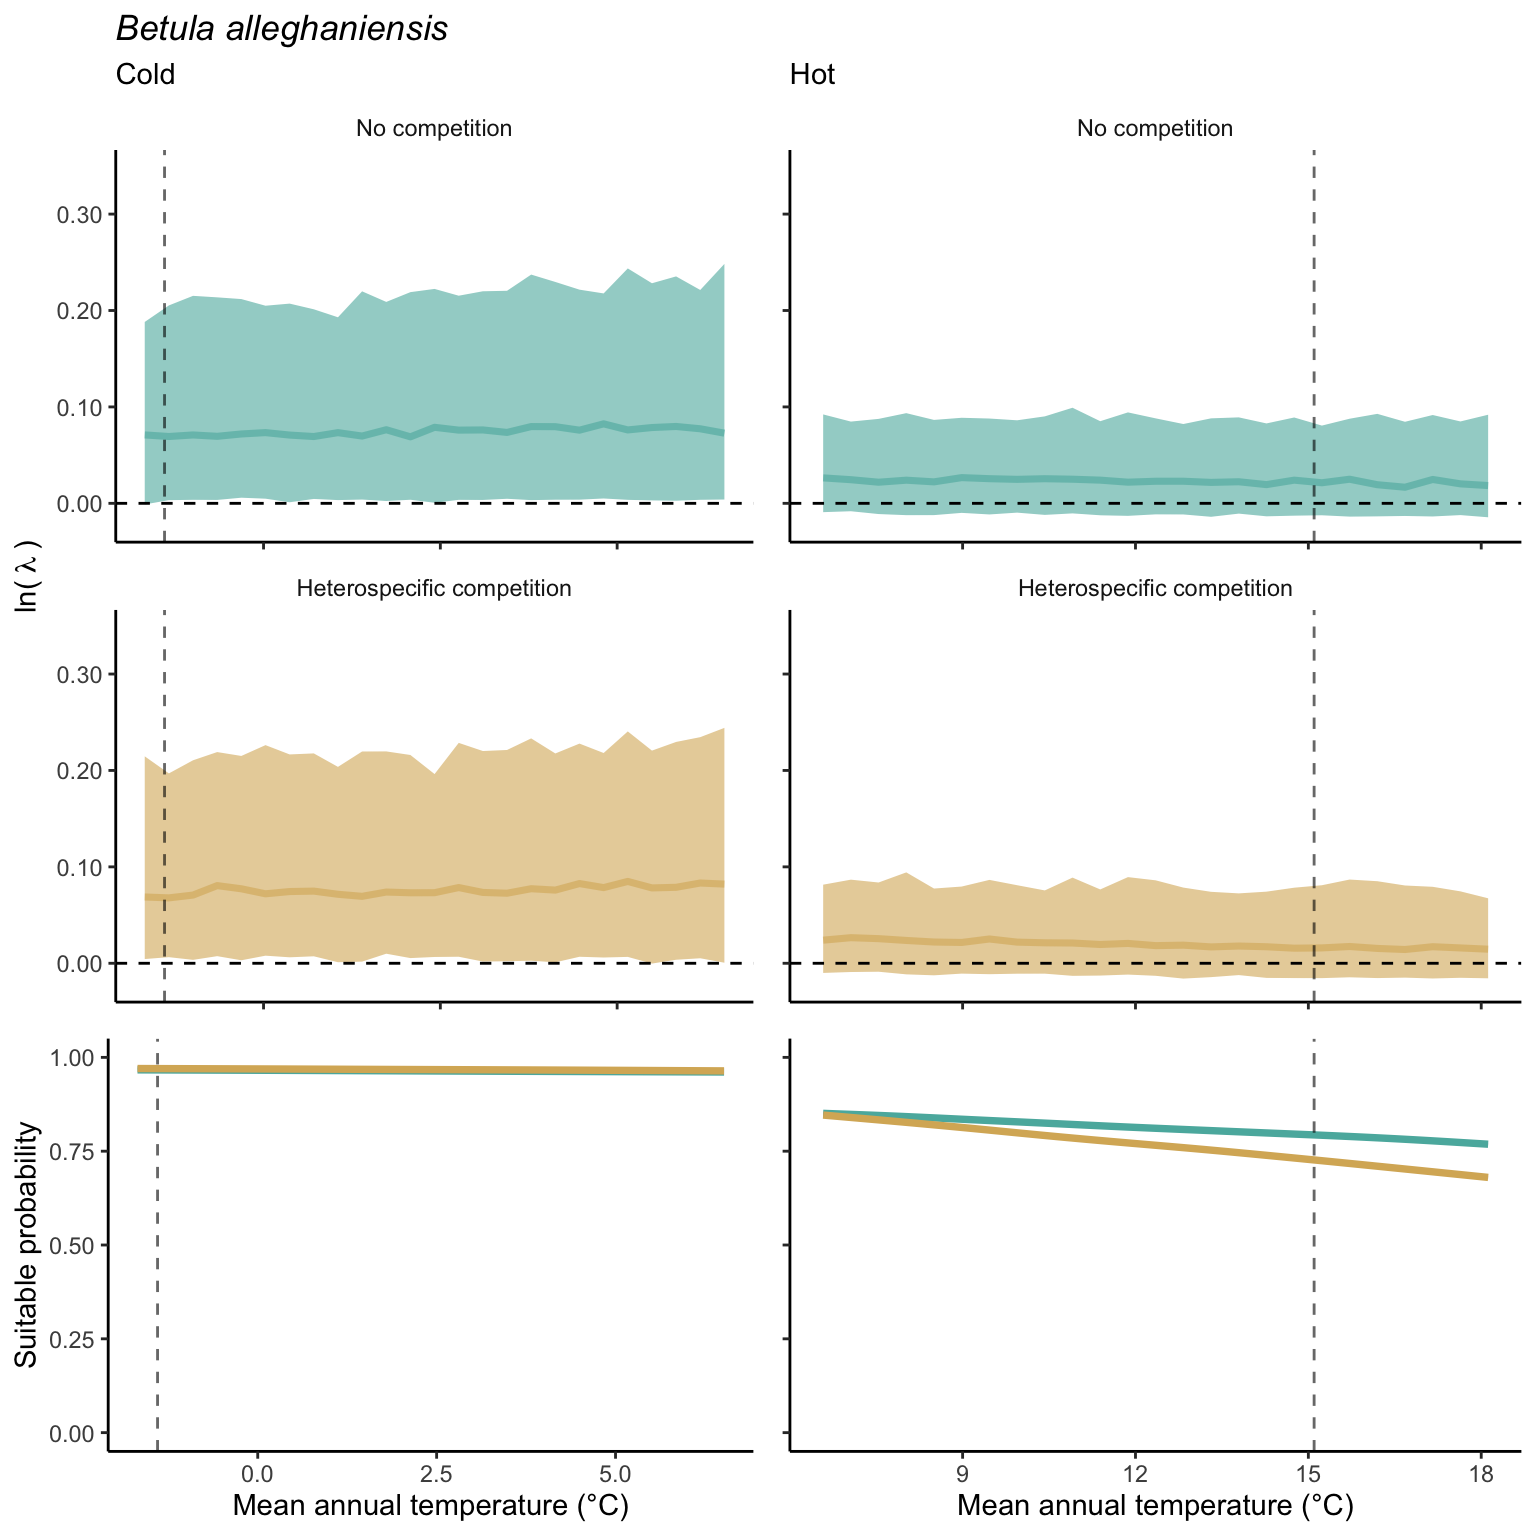 Betula alleghaniensis
Cold
Hot
No competition
No competition
0.30
0.20
0.10
0.00
ln( λ )
Heterospecific competition
Heterospecific competition
0.30
0.20
0.10
0.00
Suitable probability
1.00
0.75
0.50
0.25
0.00
0.0 2.5 5.0
9 12 15 18
Mean annual temperature (°C)
Mean annual temperature (°C)